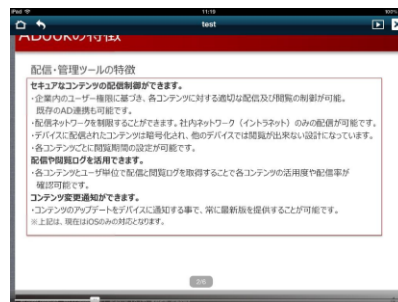 iPad 11:15 100%
test
ABookの特徴
配信・管理ツールの特徴
セキュアなコンテンツの配信制御ができます。
・企業内のユーザー権限に基づき、各コンテンツに対する適切な配信及び閲覧の制御が可能。
既存のAD連携も可能です。
・配信ネットワークを制限することができます。社内ネットワーク（イントラネット）のみの配信が可能です。
・デバイスに配信されたコンテンツは暗号化され、他のデバイスでは閲覧が出来ない設計になっています。
・各コンテンツごとに閲覧期間の設定が可能です。
配信や閲覧ログを活用できます。
・各コンテンツとユーザ単位で配信と閲覧ログを取得することで各コンテンツの活用度や配信率が
確認可能です。
コンテンツ変更通知ができます。
・コンテンツのアップデートをデバイスに通知する事で、常に最新版を提供することが可能です。
※上記は、現在はiOSのみの対応となります。
2/5